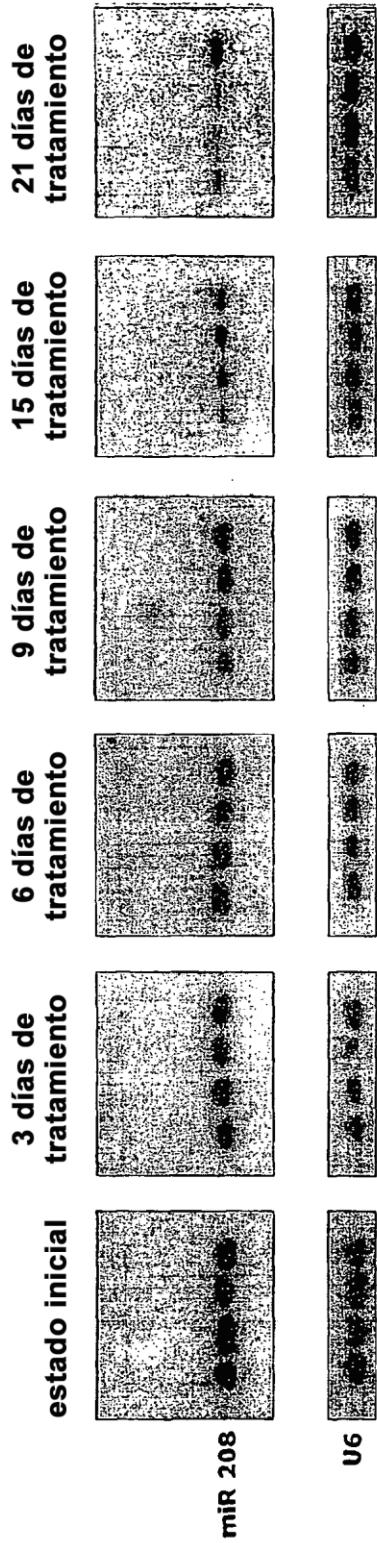 estado inicial
3 días de
tratamiento
6 días de
tratamiento
9 días de
tratamiento
15 días de
tratamiento
21 días de
tratamiento
miR 208
U6